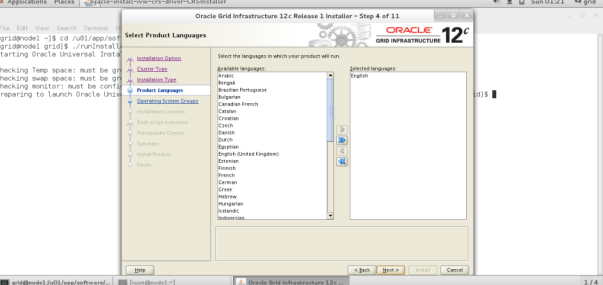 Applications Places oracle-install-ivw-crs-driver-CRSInstaller Sun 01:21 grid
Oracle Grid Infrastructure 12c Release 1 Installer - Step 4 of 11
File Edit View Search Terminal
grid@node1 ~]$ cd /u01/app/sof
grid@node1 grid]$ ./runInstall
tarting Oracle Universal Insta
hecking Temp space: must be gr
hecking swap space: must be gr
hecking monitor: must be confi
reparing to launch Oracle Univ
id]$
Select Product Languages
ORACLE
GRID INFRASTRUCTURE 12c
Installation Option
Cluster Type
Installation Type
Product Languages
Operating System Groups
Installation Location
Root script execution
Prerequisite Checks
Summary
Install Product
Finish
Select the languages in which your product will run.
Available languages:
Arabic
Bengali
Brazilian Portuguese
Bulgarian
Canadian French
Catalan
Croatian
Czech
Danish
Dutch
Egyptian
English (United Kingdom)
Estonian
Finnish
French
German
Greek
Hebrew
Hungarian
Icelandic
Indonesian
Selected languages:
English
Help
< Back Next > Install Cancel
grid@node1:/u01/app/software/... [root@node1:~] Oracle Grid Infrastructure 12c ... 1 / 4